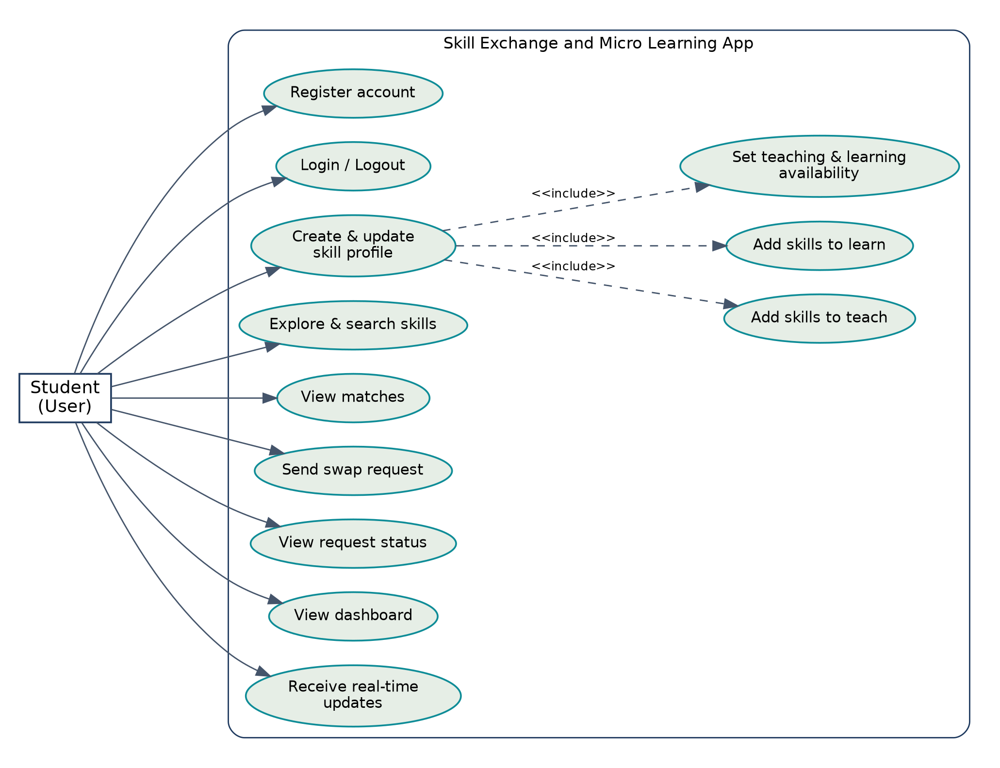 Skill Exchange and Micro Learning App
Student
(User)
Register account
Login / Logout
Create & update
skill profile
Explore & search skills
View matches
Send swap request
View request status
View dashboard
Receive real-time
updates
<<include>>
<<include>>
<<include>>
Set teaching & learning
availability
Add skills to learn
Add skills to teach